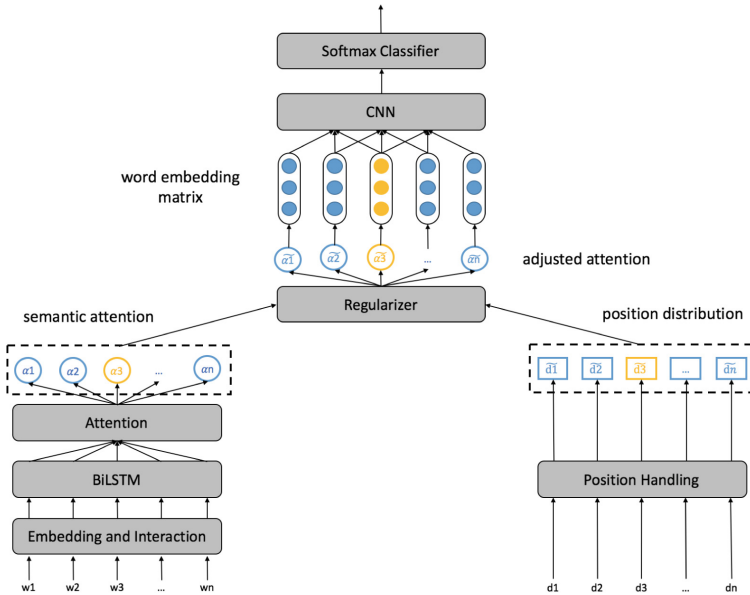 Softmax Classifier
CNN
word embedding
matrix
α̃1 α̃2 α̃3 ... α̃n
adjusted attention
Regularizer
semantic attention
position distribution
α1 α2 α3 ... αn
d̃1 d̃2 d̃3 ... d̃n
Attention
BiLSTM
Position Handling
Embedding and Interaction
w1 w2 w3 ... wn
d1 d2 d3 ... dn